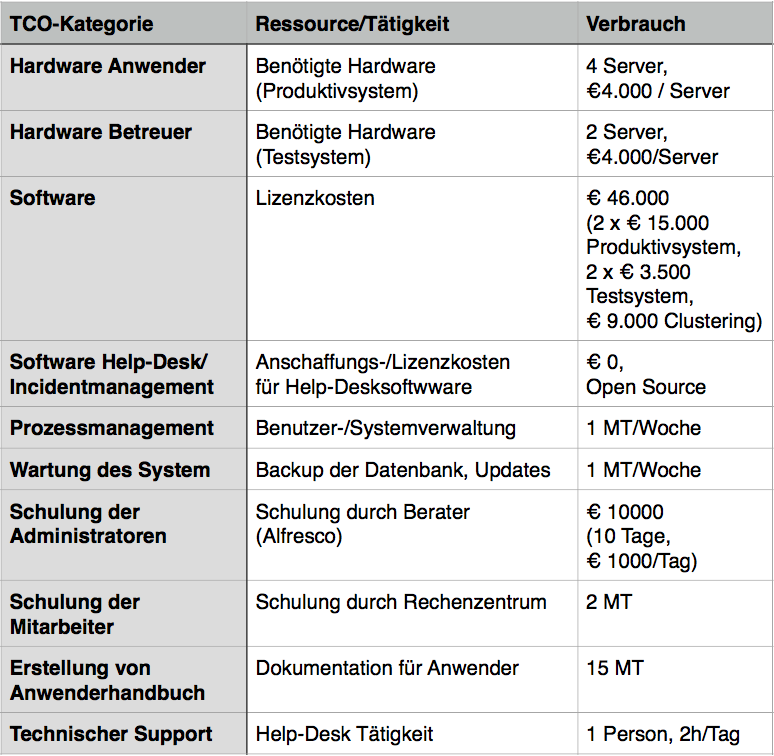 TCO-Kategorie Ressource/Tätigkeit Verbrauch
Hardware Anwender Benötigte Hardware 4 Server,
(Produktivsystem) €4.000 / Server
Hardware Betreuer Benötigte Hardware 2 Server,
(Testsystem) €4.000/Server
Software Lizenzkosten € 46.000
(2 x € 15.000
Produktivsystem,
2 x € 3.500
Testsystem,
€ 9.000 Clustering)
Software Help-Desk/ Anschaffungs-/Lizenzkosten € 0,
Incidentmanagement für Help-Desksoftwware Open Source
Prozessmanagement Benutzer-/Systemverwaltung 1 MT/Woche
Wartung des System Backup der Datenbank, Updates 1 MT/Woche
Schulung der Schulung durch Berater € 10000
Administratoren (Alfresco) (10 Tage,
€ 1000/Tag)
Schulung der Schulung durch Rechenzentrum 2 MT
Mitarbeiter
Erstellung von Dokumentation für Anwender 15 MT
Anwenderhandbuch
Technischer Support Help-Desk Tätigkeit 1 Person, 2h/Tag